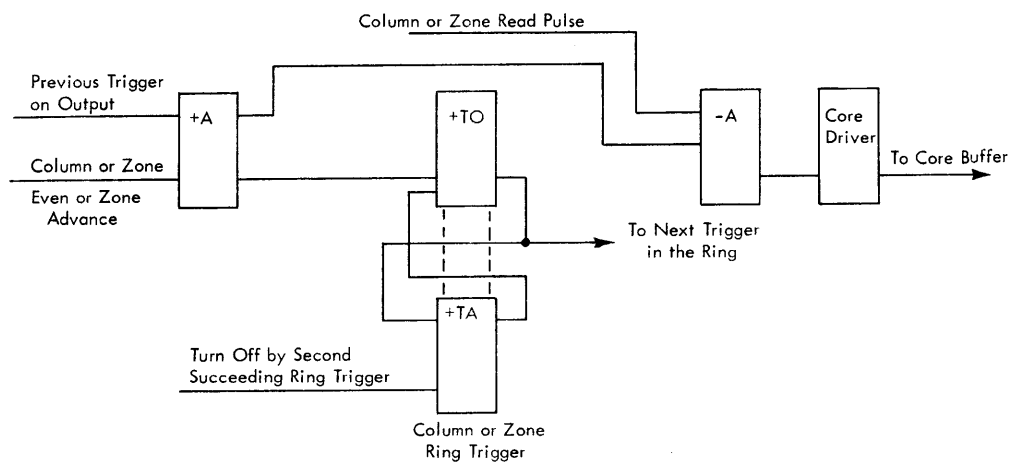 Column or Zone Read Pulse
Previous Trigger
on Output
+A
+TO
-A
Core
Driver
To Core Buffer
Column or Zone
Even or Zone
Advance
To Next Trigger
in the Ring
+TA
Turn Off by Second
Succeeding Ring Trigger
Column or Zone
Ring Trigger